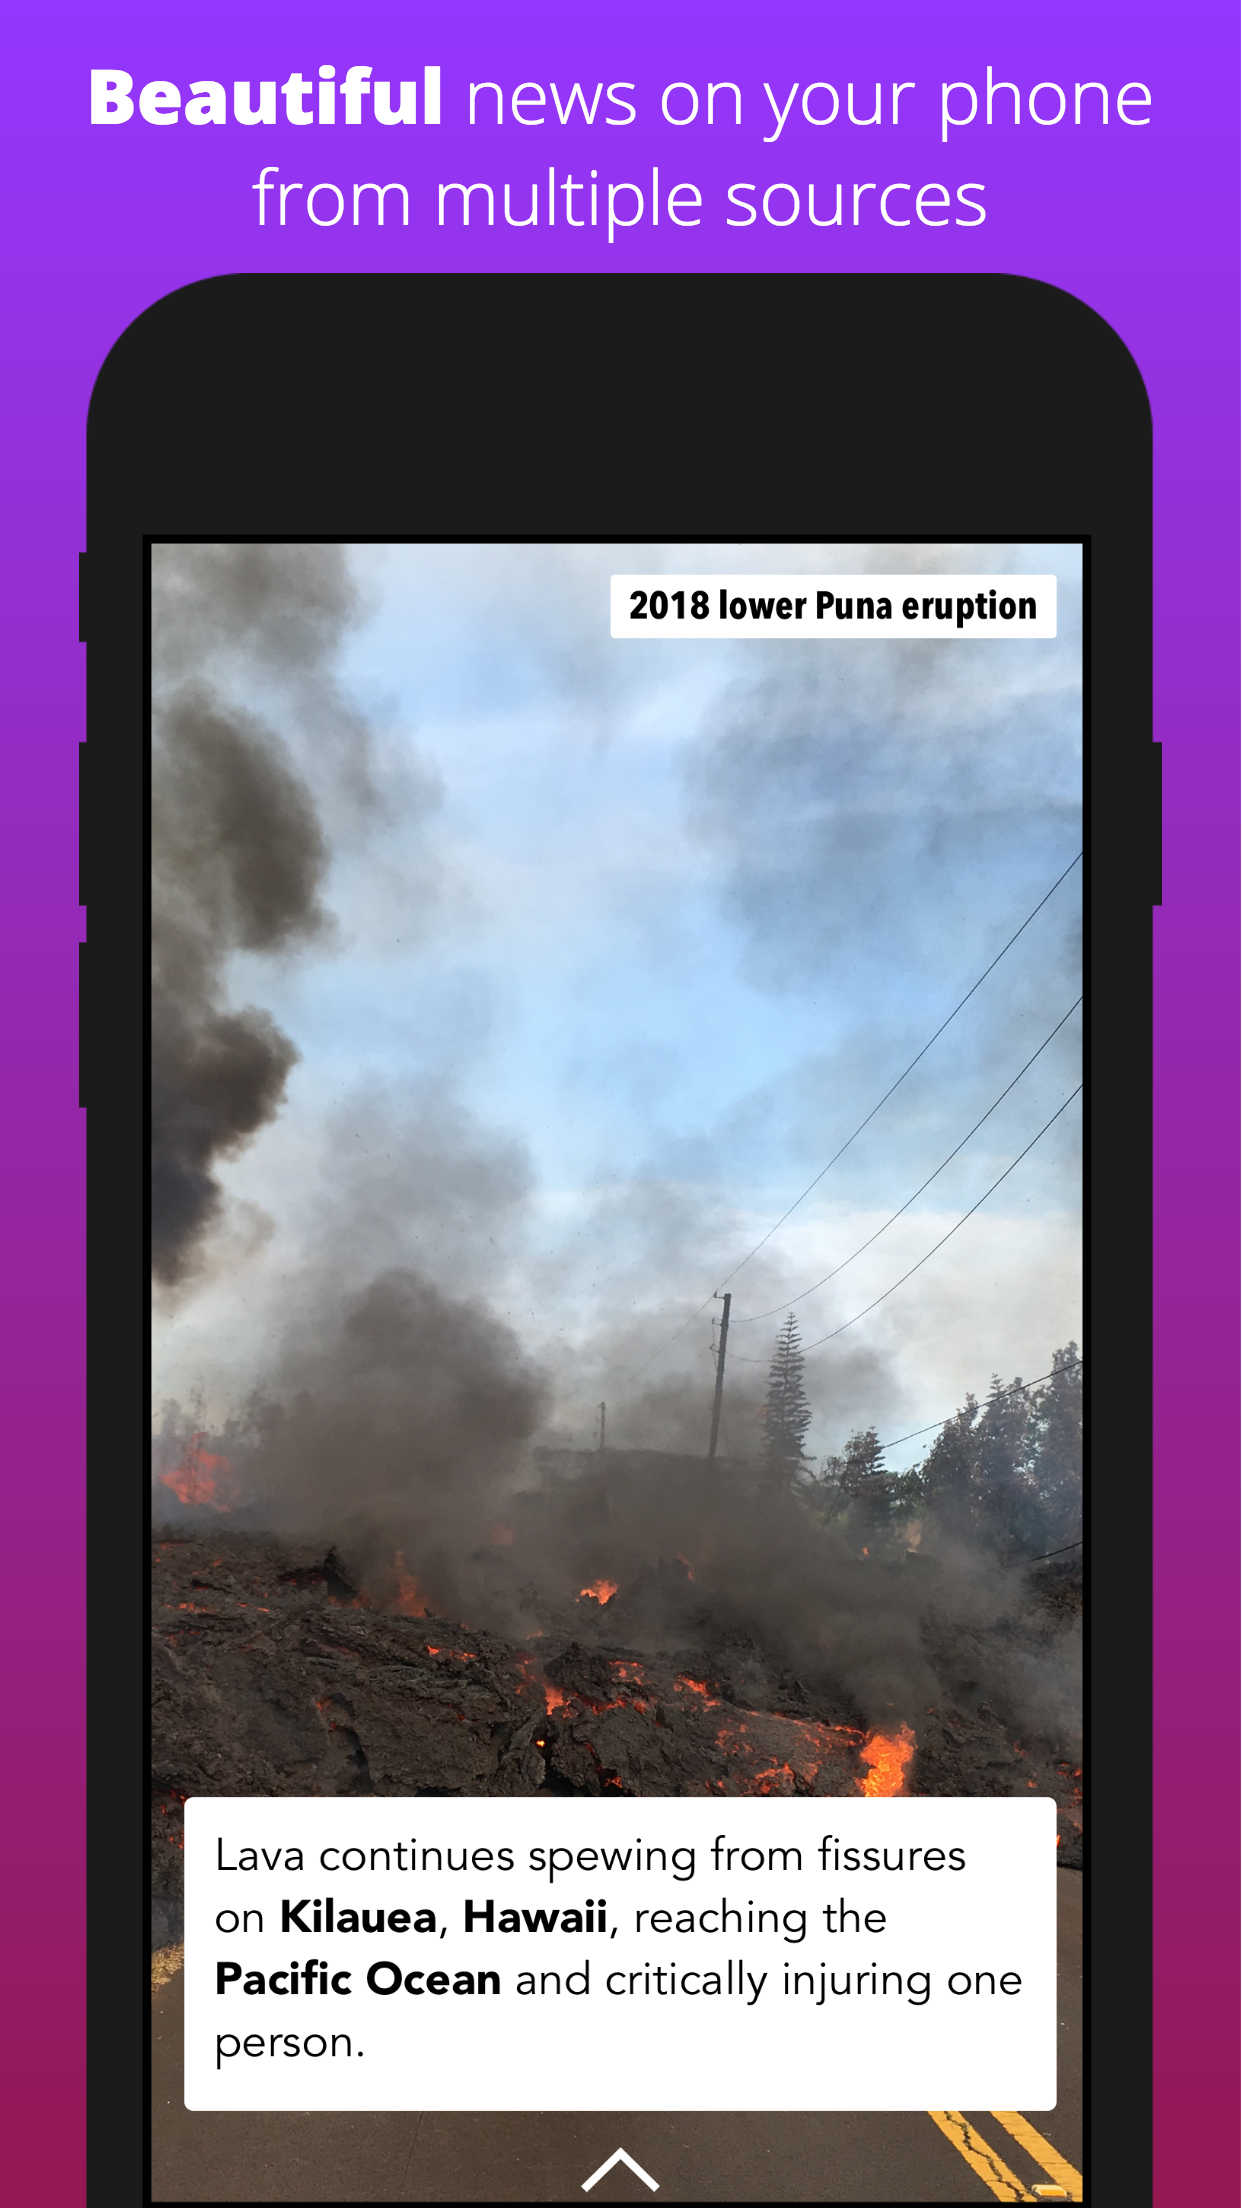 Beautiful news on your phone
from multiple sources
2018 lower Puna eruption
Lava continues spewing from fissures
on Kilauea, Hawaii, reaching the
Pacific Ocean and critically injuring one
person.